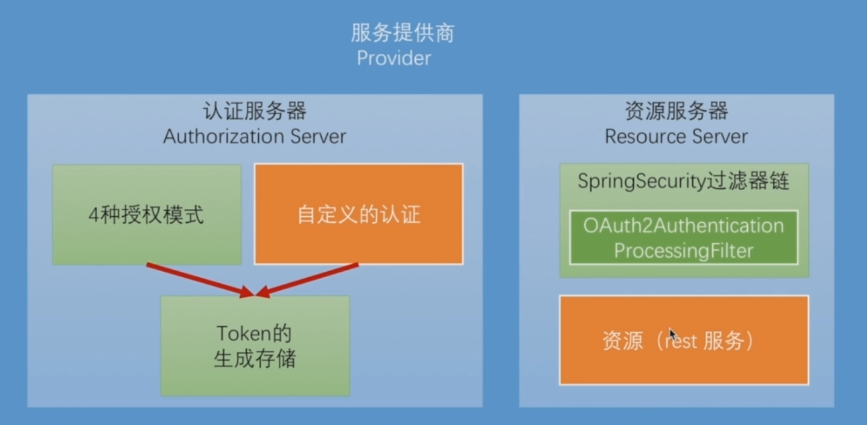 服务提供商
Provider
认证服务器
Authorization Server
4种授权模式
自定义的认证
Token的
生成存储
资源服务器
Resource Server
SpringSecurity过滤器链
OAuth2Authentication
ProcessingFilter
资源（rest 服务）